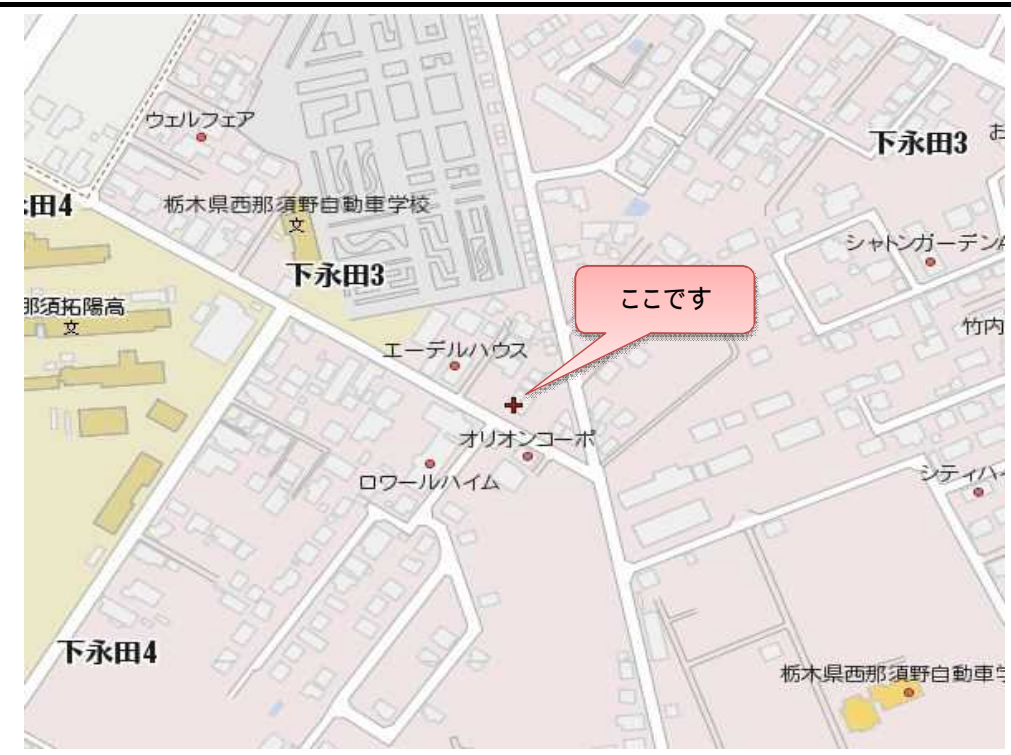 ウェルフェア
下永田3
お
:田4
栃木県西那須野自動車学校
文
シャトンガーデンA
下永田3
ここです
那須拓陽高
文
竹内
エーデルハウス
オリオンコーポ
ロワールハイム
シティハイ
下永田4
栃木県西那須野自動車学